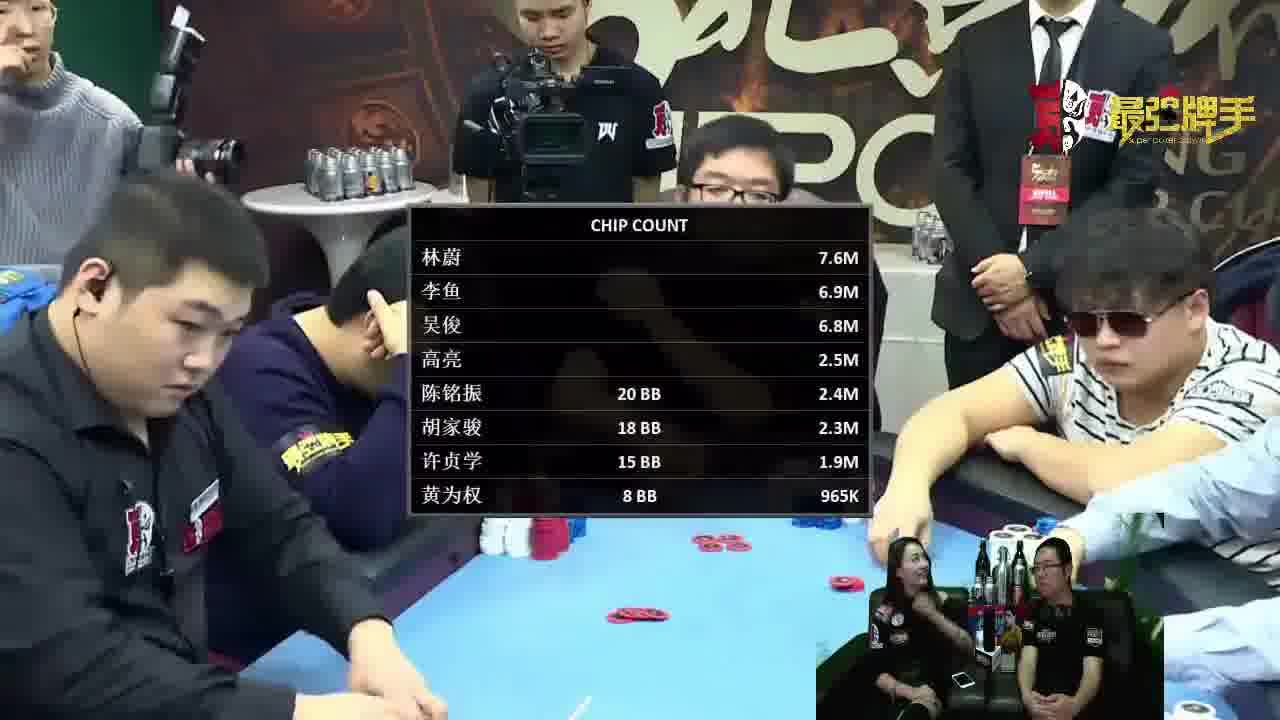 最强牌手
CHIP COUNT
林蔚 7.6M
李鱼 6.9M
吴俊 6.8M
高亮 2.5M
陈铭振 20 BB 2.4M
胡家骏 18 BB 2.3M
许贞学 15 BB 1.9M
黄为权 8 BB 965K